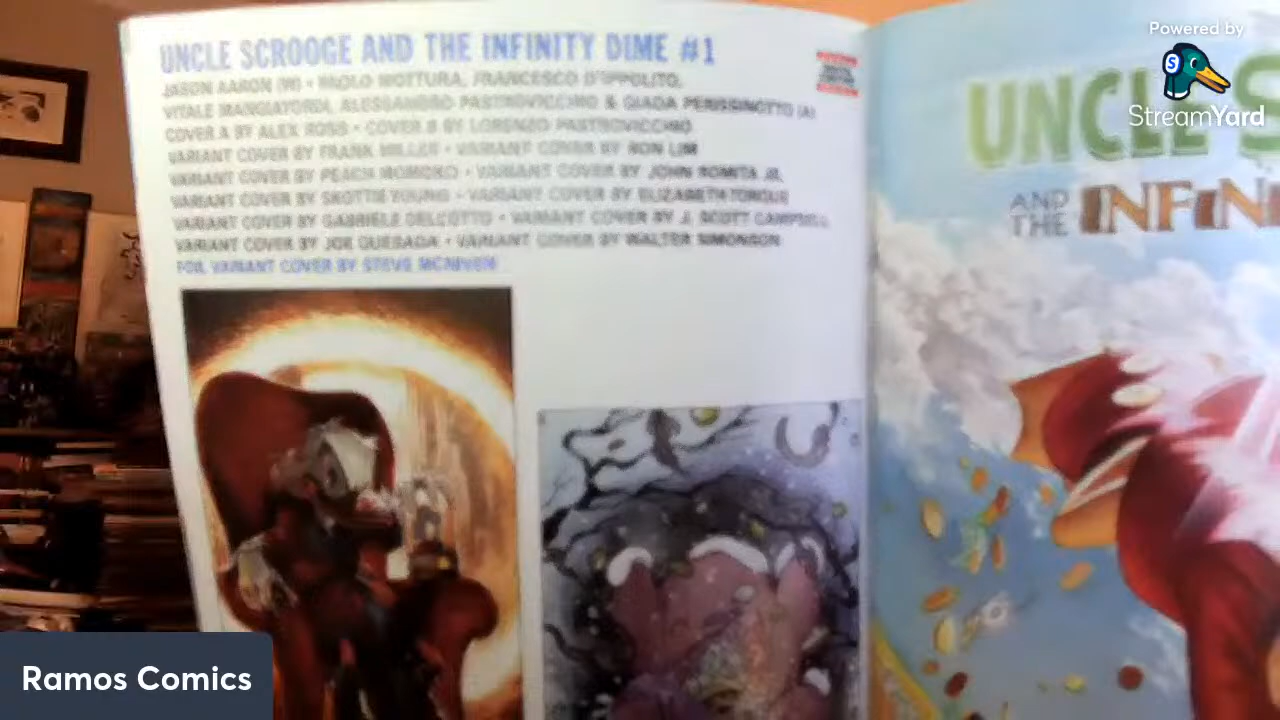 UNCLE SCROOGE AND THE INFINITY DIME #1
JASON AARON (W) • PAOLO MOTTURA, FRANCESCO D'IPPOLITO,
VITALE MANGIATORDI, ALESSANDRO PASTROVICCHIO & GIADA PERISSINOTTO (A)
COVER A BY ALEX ROSS • COVER B BY LORENZO PASTROVICCHIO
VARIANT COVER BY FRANK MILLER • VARIANT COVER BY RON LIM
VARIANT COVER BY PEACH MOMOKO • VARIANT COVER BY JOHN ROMITA JR.
VARIANT COVER BY SKOTTIE YOUNG • VARIANT COVER BY ELIZABETH TORQUE
VARIANT COVER BY GABRIELE DELL'OTTO • VARIANT COVER BY J. SCOTT CAMPBELL
VARIANT COVER BY JOE QUESADA • VARIANT COVER BY WALTER SIMONSON
FOIL VARIANT COVER BY STEVE MCNIVEN
UNCLE S
AND THE INFINI
Powered by
StreamYard
Ramos Comics